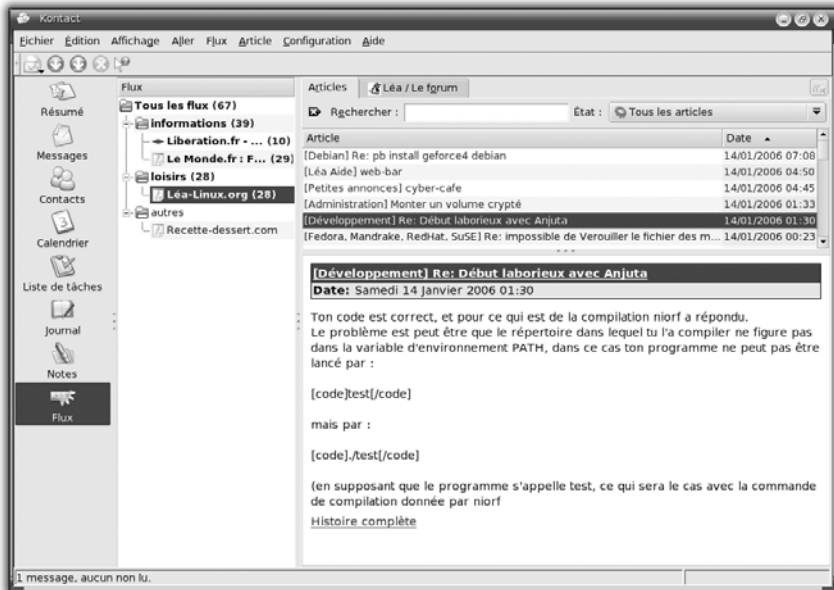 Kontact
Fichier Édition Affichage Aller Flux Article Configuration Aide
Résumé
Messages
Contacts
Calendrier
Liste de tâches
Journal
Notes
Flux
Flux
Tous les flux (67)
informations (39)
Liberation.fr - ... (10)
Le Monde.fr : F... (29)
loisirs (28)
Léa-Linux.org (28)
autres
Recette-dessert.com
Articles Léa / Le forum
Rechercher : État : Tous les articles
Article Date
[Debian] Re: pb install geforce4 debian 14/01/2006 07:08
[Léa Aide] web-bar 14/01/2006 04:50
[Petites annonces] cyber-cafe 14/01/2006 04:45
[Administration] Monter un volume crypté 14/01/2006 01:33
[Développement] Re: Début laborieux avec Anjuta 14/01/2006 01:30
[Fedora, Mandrake, RedHat, SuSE] Re: impossible de Verouiller le fichier des m... 14/01/2006 00:23
[Développement] Re: Début laborieux avec Anjuta
Date: Samedi 14 Janvier 2006 01:30
Ton code est correct, et pour ce qui est de la compilation niorf a répondu.
Le problème est peut être que le répertoire dans lequel tu l'a compiler ne figure pas
dans la variable d'environnement PATH, dans ce cas ton programme ne peut pas être
lancé par :
[code]test[/code]
mais par :
[code]./test[/code]
(en supposant que le programme s'appelle test, ce qui sera le cas avec la commande
de compilation donnée par niorf
Histoire complète
1 message, aucun non lu.